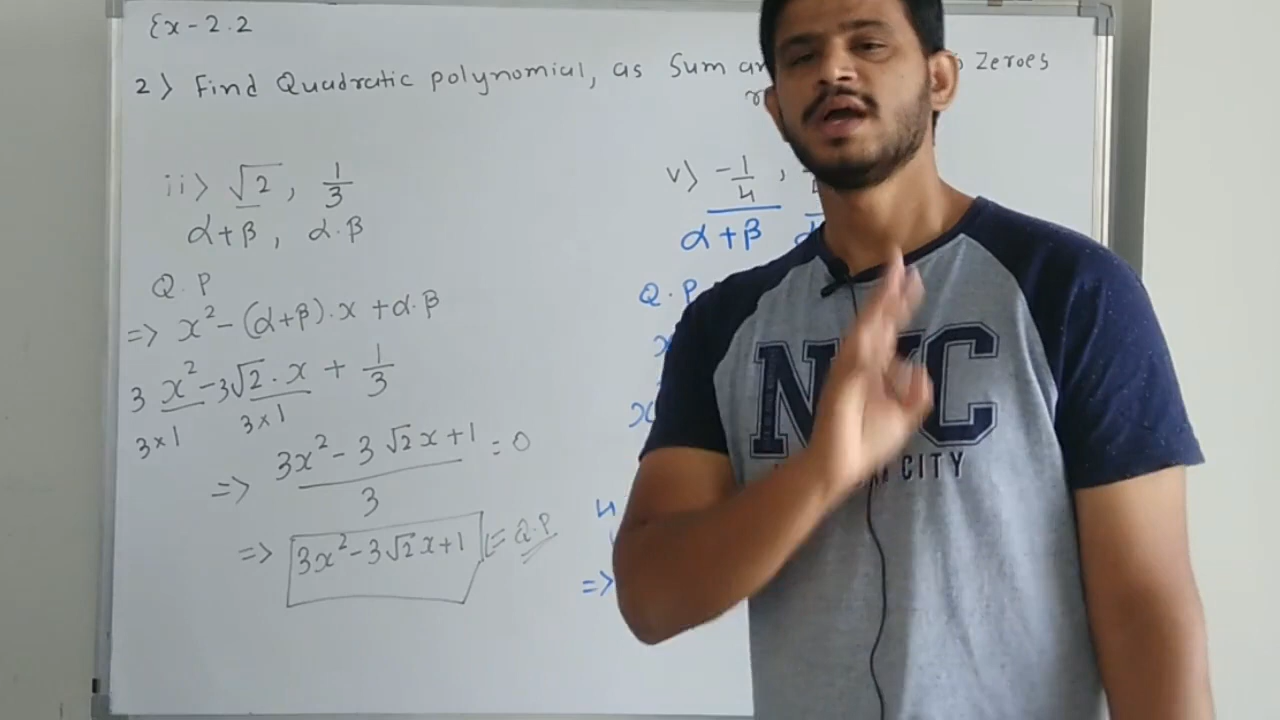 Ex-2.2
2) Find Quadratic polynomial, as Sum Zeroes
ii) √2, 1/3
α+β, α.β
Q.P
=> x² - (α+β).x + α.β
3 x² - 3√2.x + 1/3
3×1 3×1
=> 3x² - 3√2x+1 / 3 = 0
=> 3x² - 3√2x+1 = Q.P
v) -1/4,
α+β
Q.P
x
x
4
=>
NYC
CITY